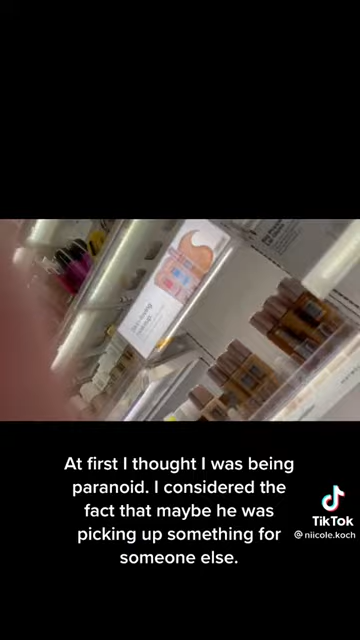 At first I thought I was being
paranoid. I considered the
fact that maybe he was
picking up something for
someone else.
TikTok
@niicole.koch